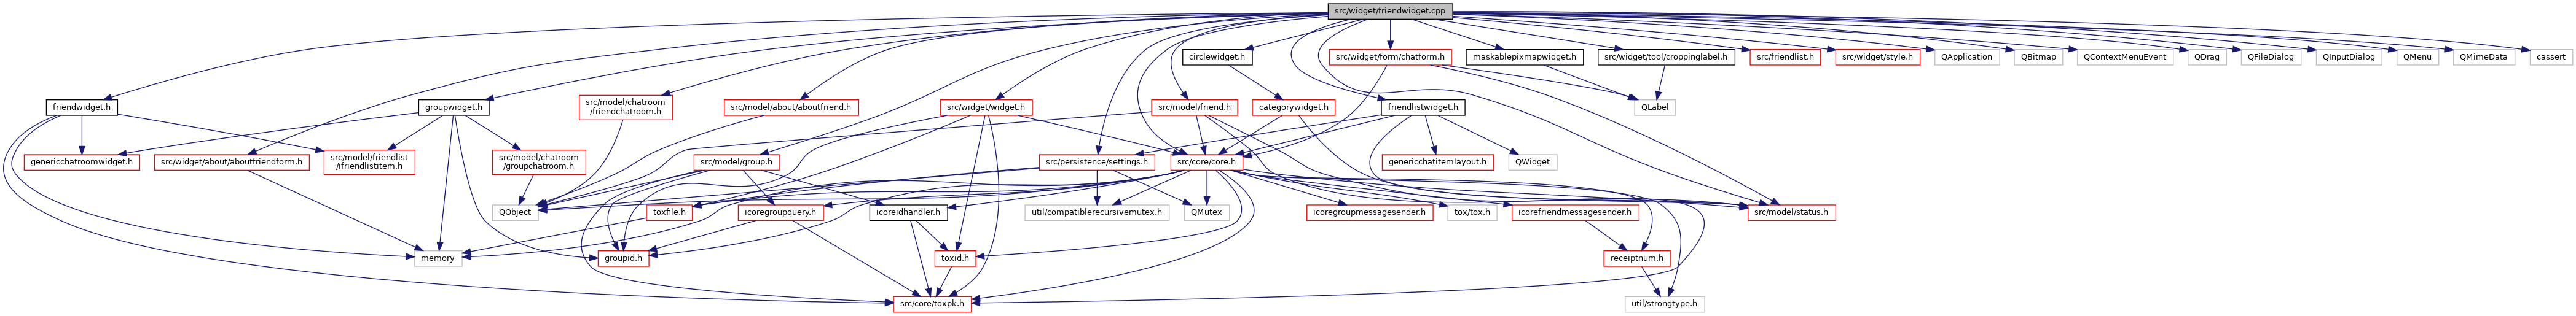 src/widget/friendwidget.cpp
circlewidget.h
src/widget/form/chatform.h
maskablepixmapwidget.h
src/widget/tool/croppinglabel.h
src/friendlist.h
src/widget/style.h
QApplication
QBitmap
QContextMenuEvent
QDrag
QFileDialog
QInputDialog
QMenu
QMimeData
cassert
friendwidget.h
groupwidget.h
src/model/chatroom
/friendchatroom.h
src/model/about/aboutfriend.h
src/widget/widget.h
src/model/friend.h
categorywidget.h
friendlistwidget.h
QLabel
genericchatroomwidget.h
src/widget/about/aboutfriendform.h
src/model/friendlist
/ifriendlistitem.h
src/model/chatroom
/groupchatroom.h
src/model/group.h
src/persistence/settings.h
src/core/core.h
genericchatitemlayout.h
QWidget
QObject
toxfile.h
icoregroupquery.h
icoreidhandler.h
util/compatiblerecursivemutex.h
QMutex
icoregroupmessagesender.h
tox/tox.h
icorefriendmessagesender.h
src/model/status.h
memory
groupid.h
toxid.h
receiptnum.h
src/core/toxpk.h
util/strongtype.h